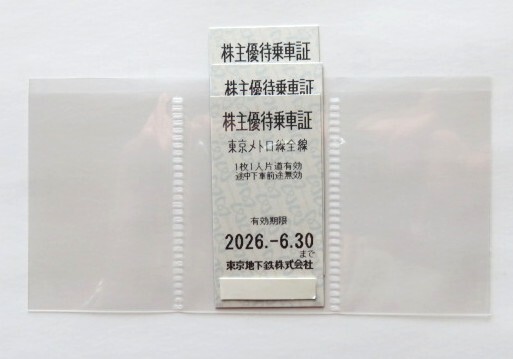 株主優待乗車証
株主優待乗車証
株主優待乗車証
東京メトロ線全線
1枚1人片道有効
途中下車前途無効
有効期限
2026.-6.30
まで
東京地下鉄株式会社